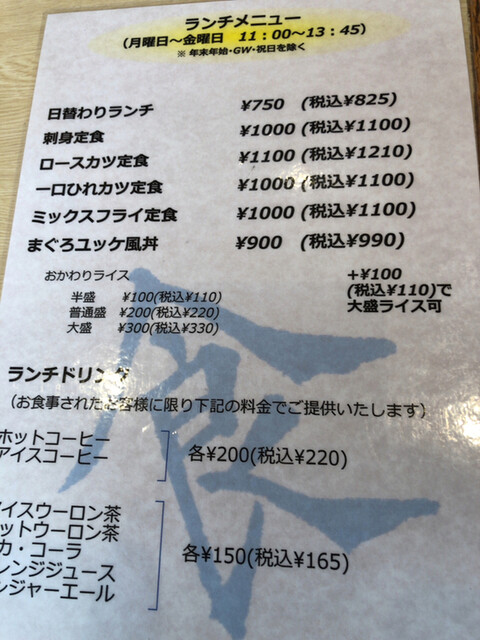 ランチメニュー
(月曜日~金曜日 11:00~13:45)
※ 年末年始・GW・祝日を除く
日替わりランチ ¥750 (税込¥825)
刺身定食 ¥1000 (税込¥1100)
ロースカツ定食 ¥1100 (税込¥1210)
一口ひれカツ定食 ¥1000 (税込¥1100)
ミックスフライ定食 ¥1000 (税込¥1100)
まぐろユッケ風丼 ¥900 (税込¥990)
おかわりライス
半盛 ¥100(税込¥110)
普通盛 ¥200(税込¥220)
大盛 ¥300(税込¥330)
+¥100
(税込¥110)で
大盛ライス可
ランチドリンク
(お食事されたお客様に限り下記の料金でご提供いたします)
ホットコーヒー
アイスコーヒー
各¥200(税込¥220)
アイスウーロン茶
ットウーロン茶
カ・コーラ
レンジジュース
ンジャーエール
各¥150(税込¥165)
食